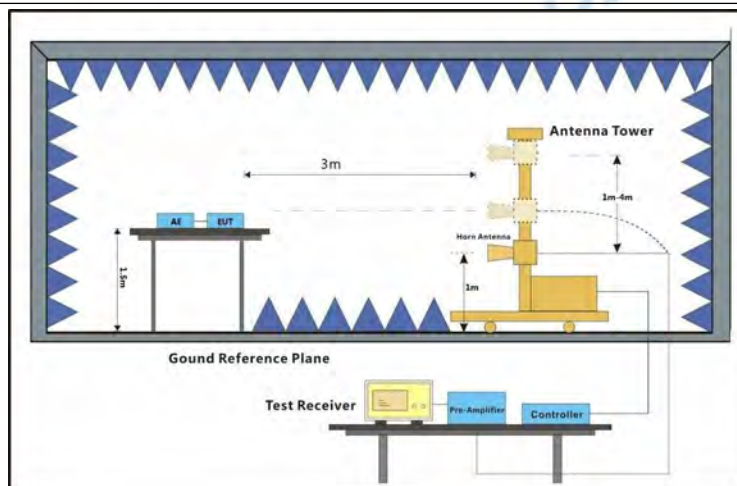 Antenna Tower
3m
1m-4m
AE
EUT
Horn Antenna
1.5m
1m
Gound Reference Plane
Test Receiver
Pre-Amplifier
Controller